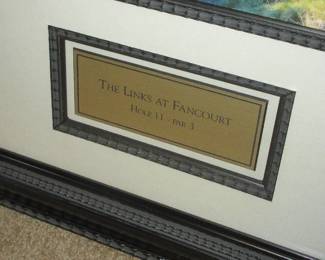 The Links at Fancourt
Hole 11 - par 3